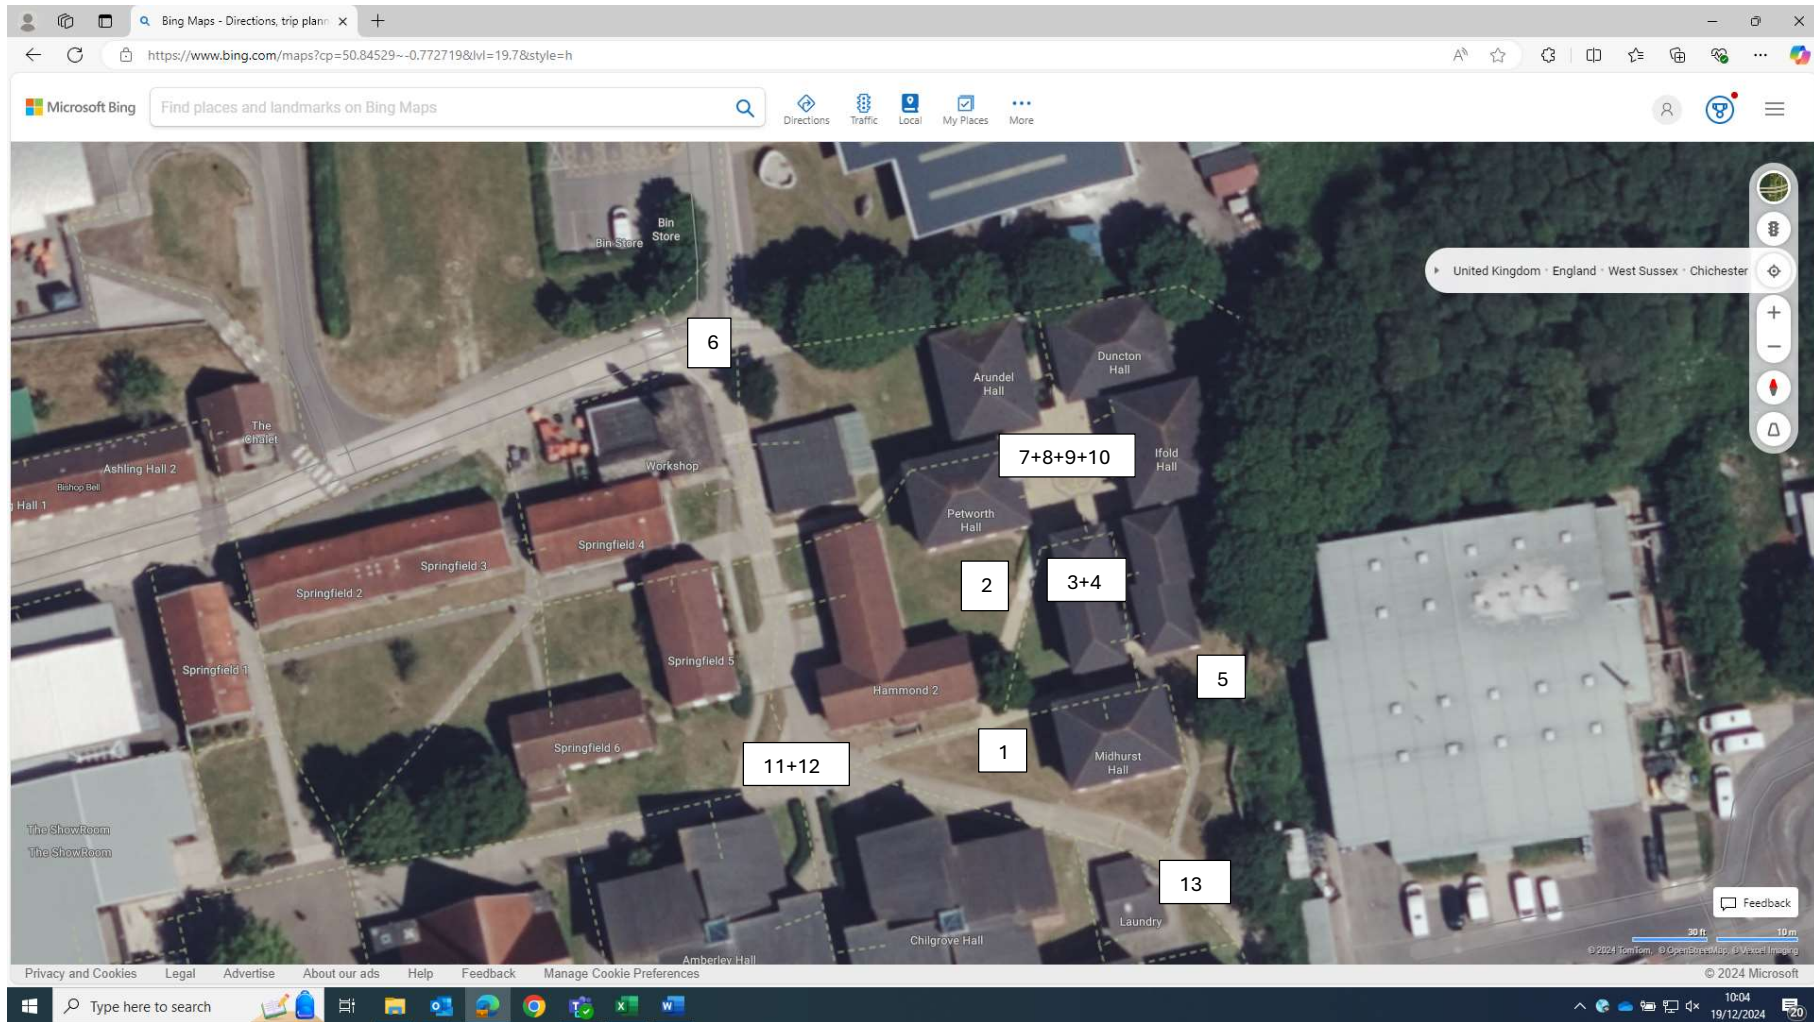 Bing Maps - Directions, trip plann
https://www.bing.com/maps?cp=50.84529~-0.772719&lvl=19.7&style=h
Microsoft Bing
Find places and landmarks on Bing Maps
Directions
Traffic
Local
My Places
More
Bin
Store
Bin Store
United Kingdom · England · West Sussex · Chichester
6
Duncton
Hall
Arundel
Hall
The
Chalet
7+8+9+10
Ifold
Hall
Ashling Hall 2
Workshop
Bishop Bell
Hall 1
Petworth
Hall
Springfield 4
Springfield 3
2
3+4
Springfield 2
Springfield 5
Springfield 1
5
Hammond 2
Springfield 6
1
Midhurst
Hall
11+12
The ShowRoom
The ShowRoom
13
Laundry
Feedback
Chilgrove Hall
30 ft
10 m
Amberley Hall
© 2024 TomTom, © OpenStreetMap, © Vexcel Imaging
Privacy and Cookies
Legal
Advertise
About our ads
Help
Feedback
Manage Cookie Preferences
© 2024 Microsoft
Type here to search
10:04
19/12/2024
20